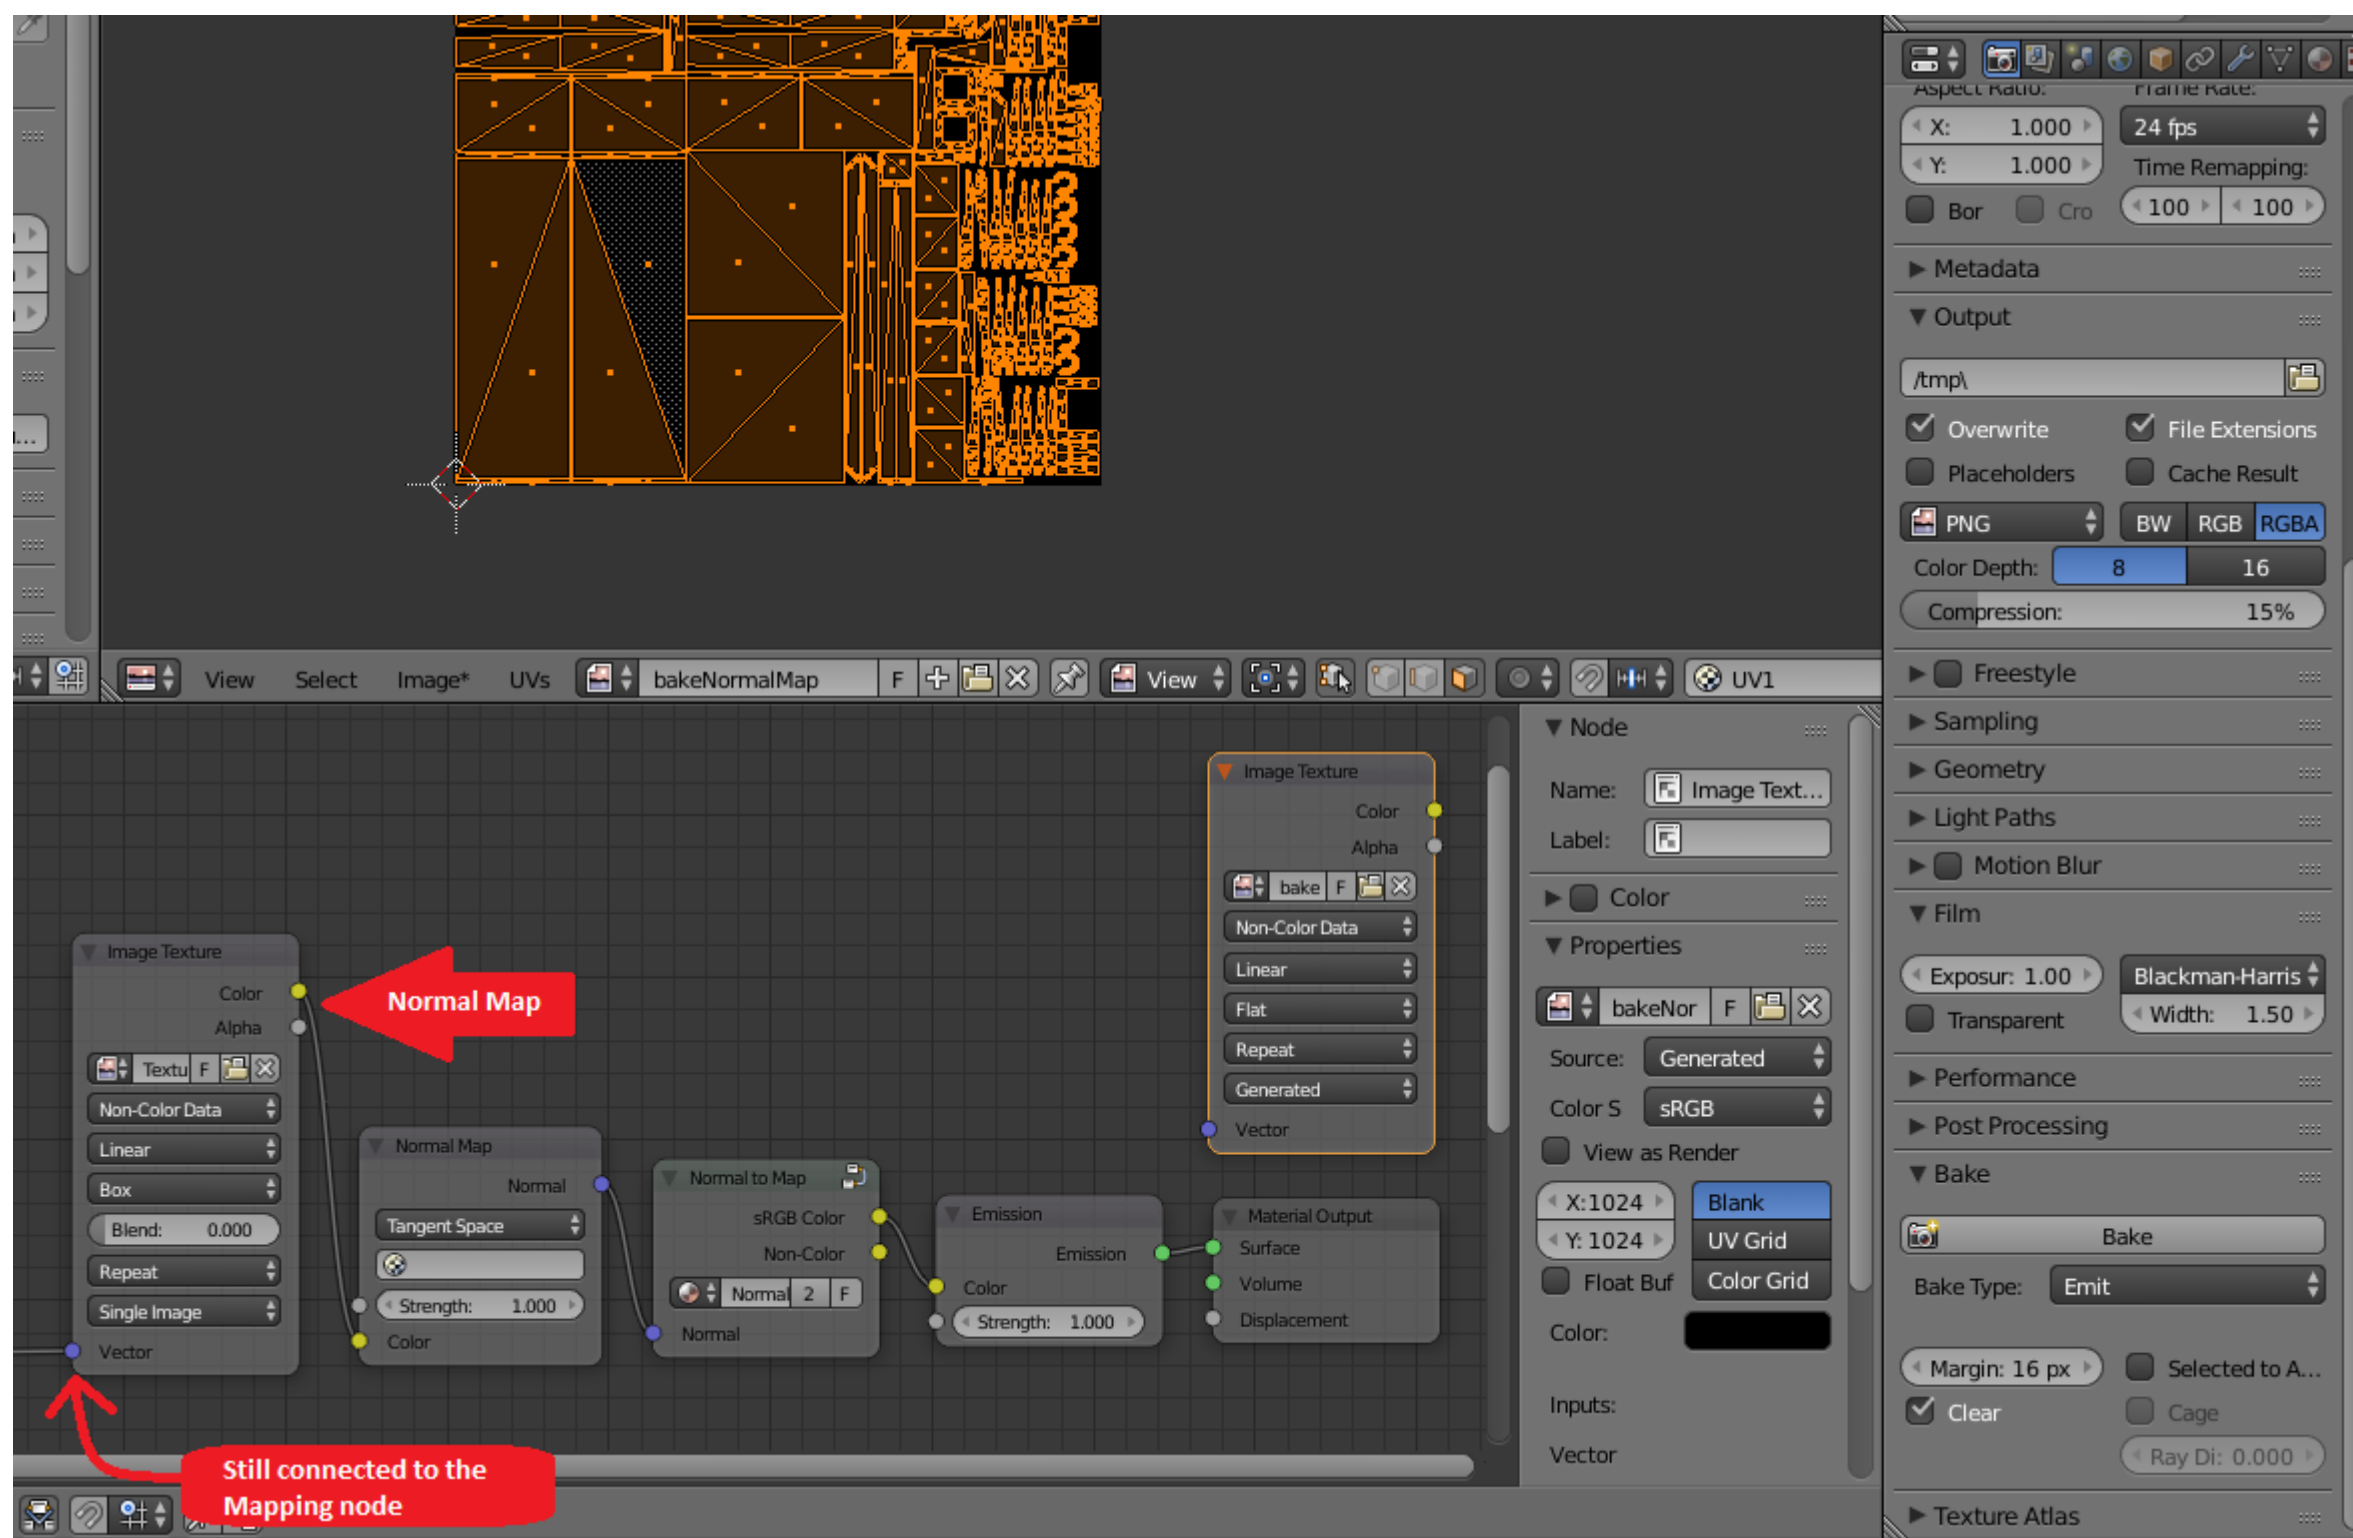 Aspect Ratio:
Frame Rate:
X: 1.000
24 fps
Y: 1.000
Time Remapping:
Bor
Cro
100
100
Metadata
Output
/tmp\
Overwrite
File Extensions
Placeholders
Cache Result
PNG
BW RGB RGBA
Color Depth: 8 16
Compression: 15%
Freestyle
Sampling
Geometry
Light Paths
Motion Blur
Film
Exposur: 1.00
Blackman-Harris
Transparent
Width: 1.50
Performance
Post Processing
Bake
Bake
Bake Type: Emit
Margin: 16 px
Selected to A...
Clear
Cage
Ray Di: 0.000
Texture Atlas
View Select Image* UVs bakeNormalMap F View UV1
Image Texture
Color
Alpha
bake F
Non-Color Data
Linear
Flat
Repeat
Generated
Vector
Image Texture
Color
Alpha
Textu F
Non-Color Data
Linear
Box
Blend: 0.000
Repeat
Single Image
Vector
Normal Map
Still connected to the
Mapping node
Normal Map
Normal
Tangent Space
Strength: 1.000
Color
Normal to Map
sRGB Color
Non-Color
Normal 2 F
Normal
Emission
Emission
Color
Strength: 1.000
Material Output
Surface
Volume
Displacement
Node
Name: Image Text...
Label:
Color
Properties
bakeNor F
Source: Generated
Color S sRGB
View as Render
X:1024
Blank
Y: 1024
UV Grid
Float Buf
Color Grid
Color:
Inputs:
Vector